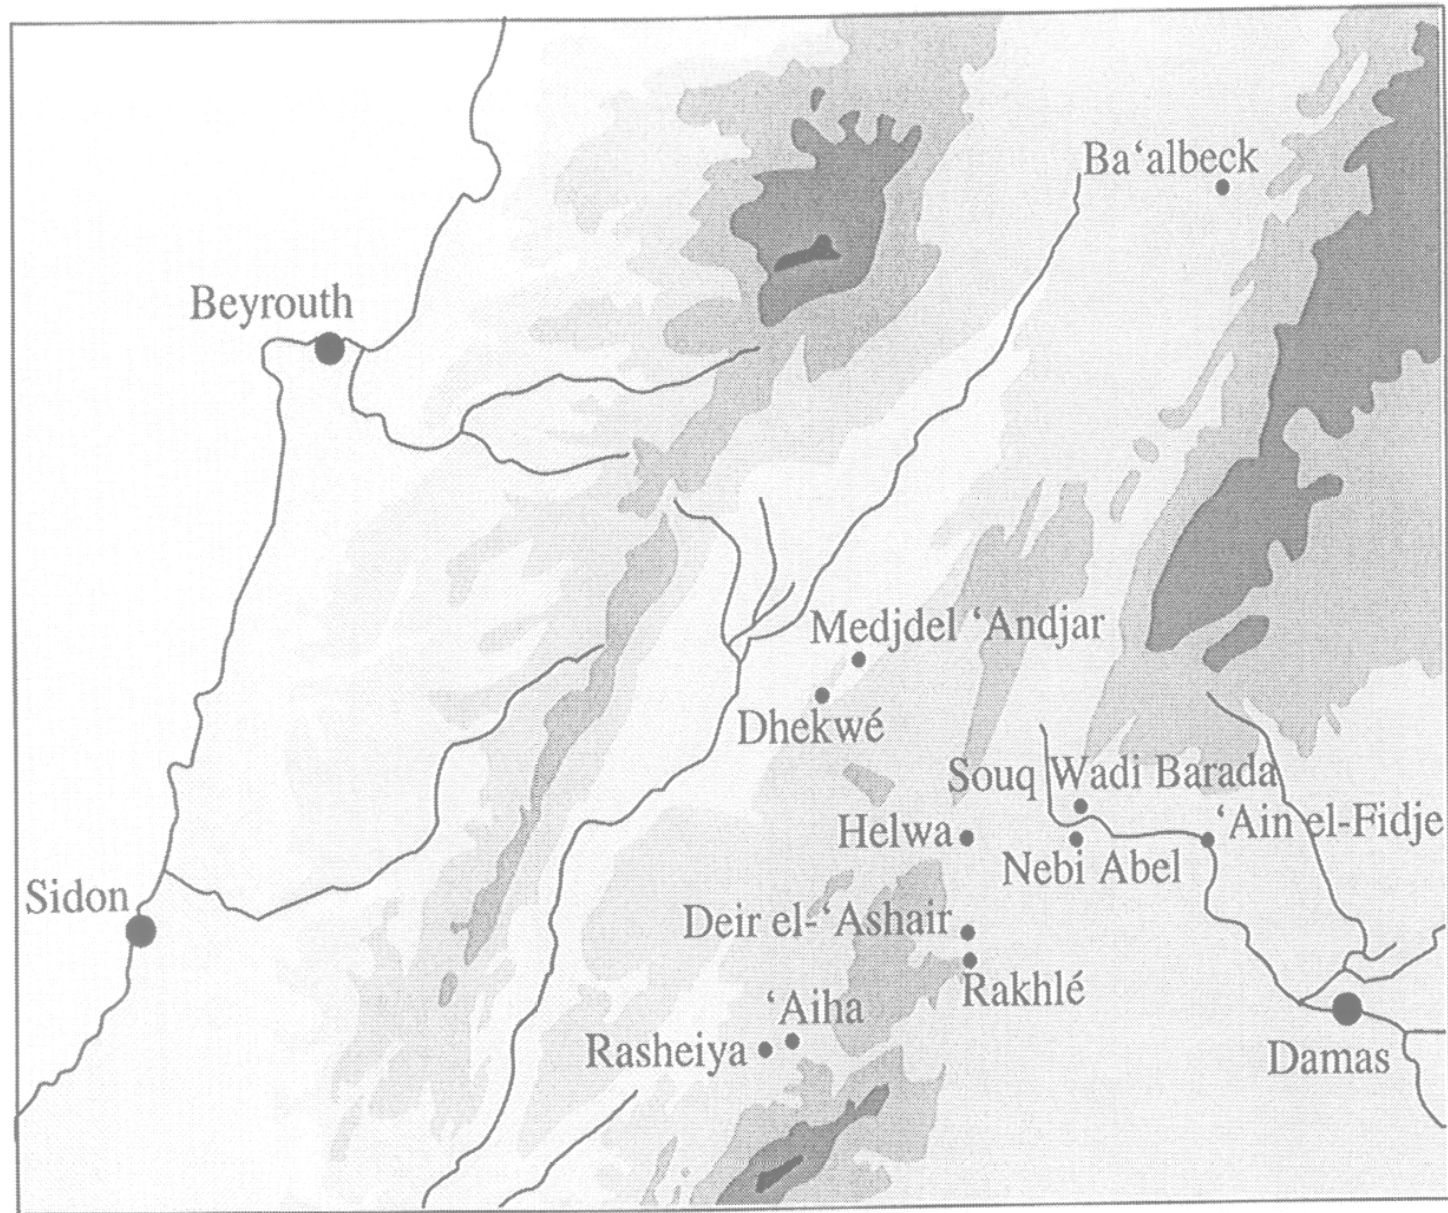 Ba‘albeck
Beyrouth
Medjdel ‘Andjar
Dhekwé
Souq Wadi Barada
‘Ain el-Fidje
Helwa
Nebi Abel
Sidon
Deir el-‘Ashair
Rakhlé
‘Aiha
Rasheiya
Damas